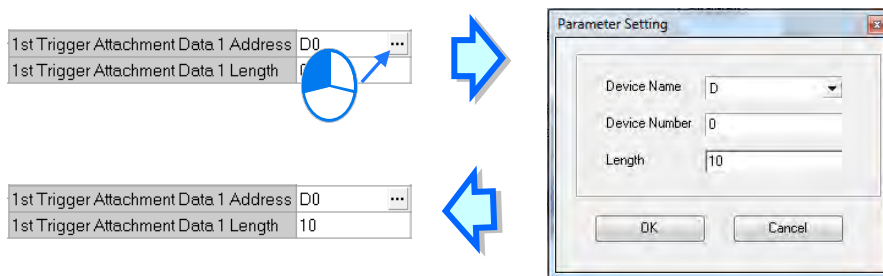 1st Trigger Attachment Data 1 Address D0 ...
1st Trigger Attachment Data 1 Length
Parameter Setting
Device Name D
Device Number 0
Length 10
OK Cancel
1st Trigger Attachment Data 1 Address D0 ...
1st Trigger Attachment Data 1 Length 10